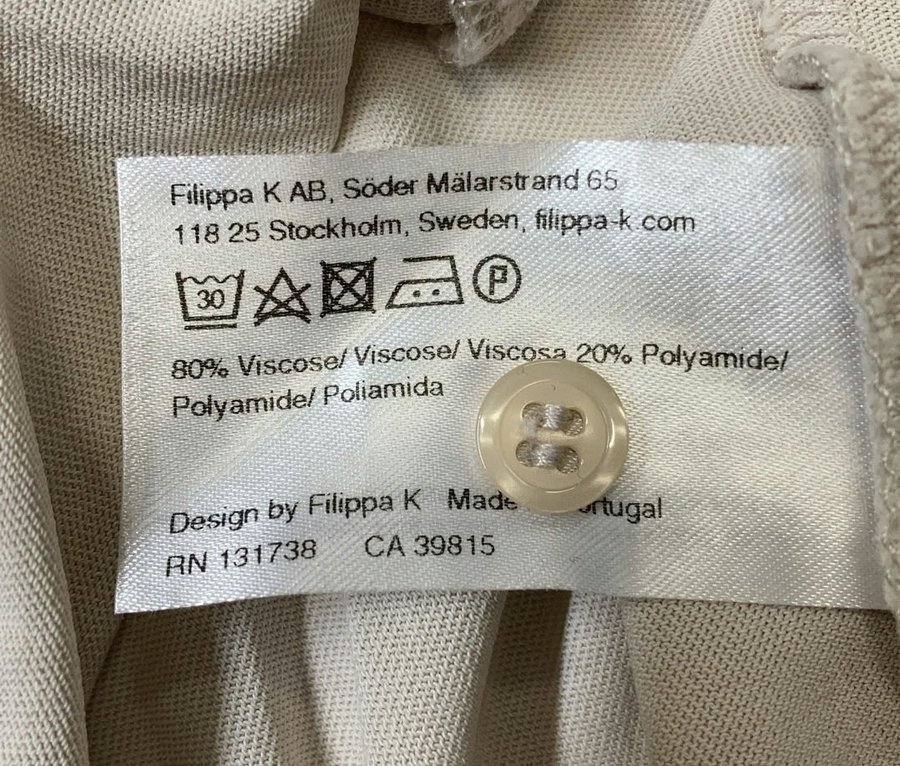 Filippa K AB, Söder Mälarstrand 65
118 25 Stockholm, Sweden, filippa-k com
30 P
80% Viscose/ Viscose/ Viscosa 20% Polyamide/
Polyamide/ Poliamida
Design by Filippa K Made
RN 131738 CA 39815